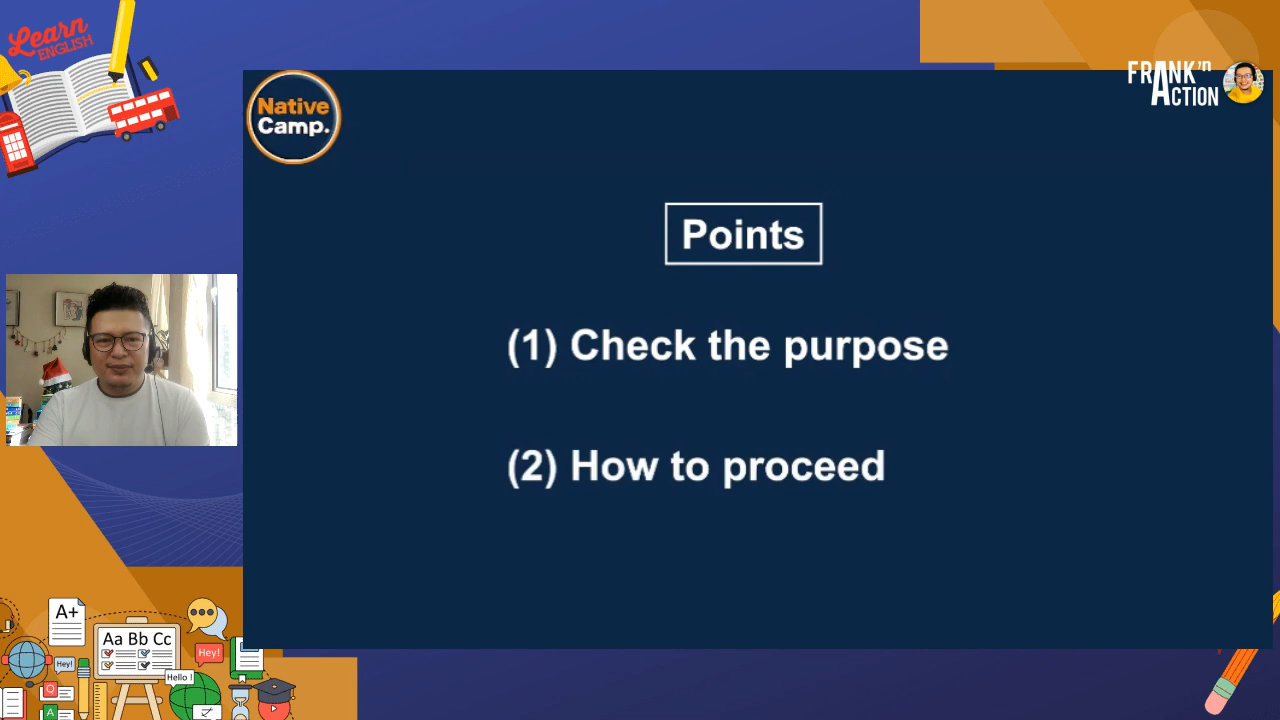 Learn
ENGLISH
FRANK'n
ACTION
Native
Camp.
Points
(1) Check the purpose
(2) How to proceed
A+
Aa Bb Cc
Hey!
Hey!
Hello !
Q
A